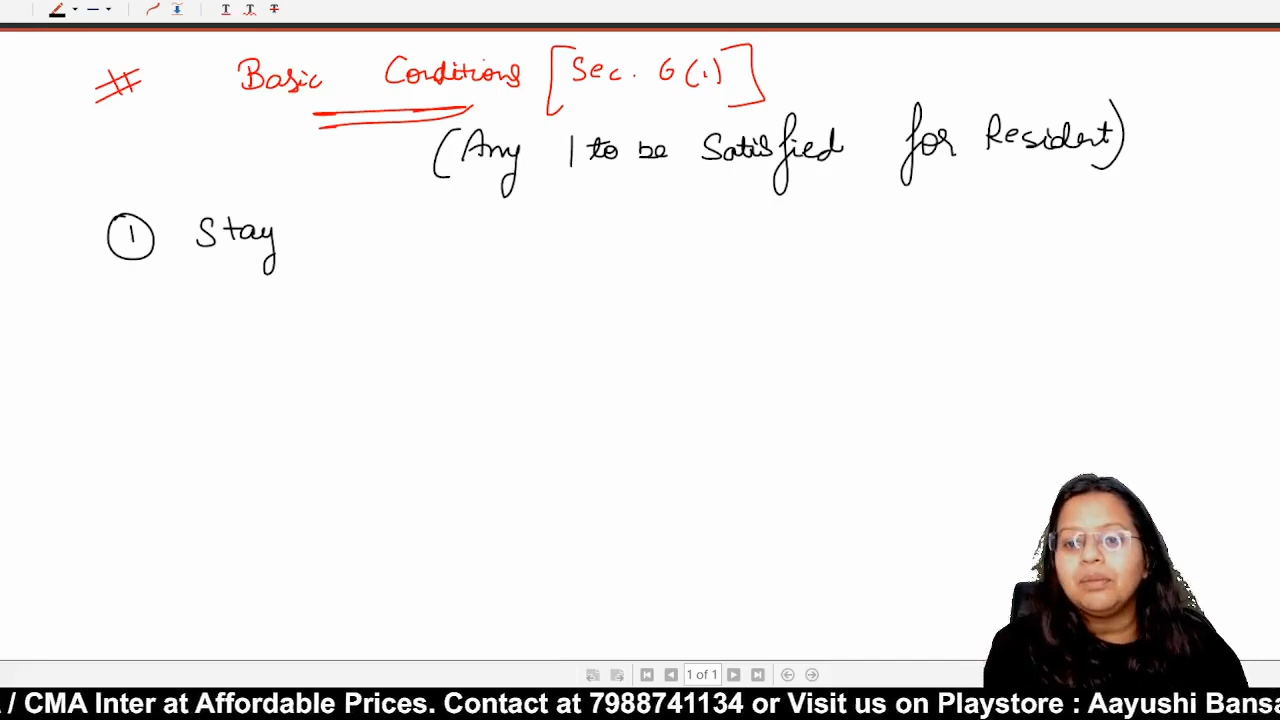 # Basic Conditions [Sec. 6(1)]
(Any 1 to be Satisfied for Resident)
① Stay
1 of 1
/ CMA Inter at Affordable Prices. Contact at 7988741134 or Visit us on Playstore : Aayushi Bansa